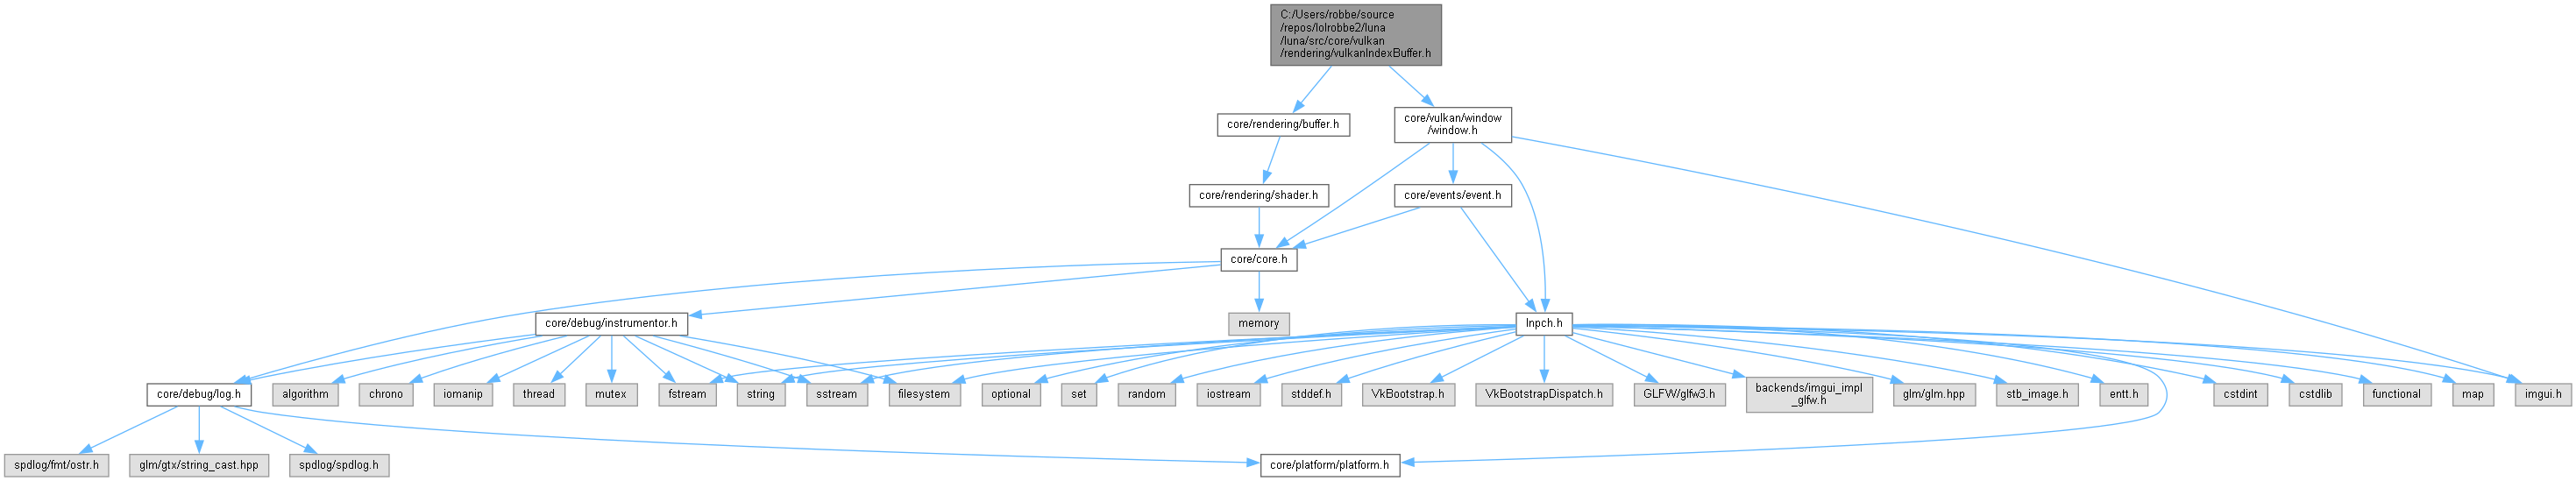 C:/Users/robbe/source
/repos/lolrobbe2/luna
/luna/src/core/vulkan
/rendering/vulkanIndexBuffer.h
core/rendering/buffer.h
core/vulkan/window
/window.h
core/rendering/shader.h
core/events/event.h
core/core.h
core/debug/instrumentor.h
memory
lnpch.h
core/debug/log.h
algorithm
chrono
iomanip
thread
mutex
fstream
string
sstream
filesystem
optional
set
random
iostream
stddef.h
VkBootstrap.h
VkBootstrapDispatch.h
GLFW/glfw3.h
backends/imgui_impl
_glfw.h
glm/glm.hpp
stb_image.h
entt.h
cstdint
cstdlib
functional
map
imgui.h
spdlog/fmt/ostr.h
glm/gtx/string_cast.hpp
spdlog/spdlog.h
core/platform/platform.h